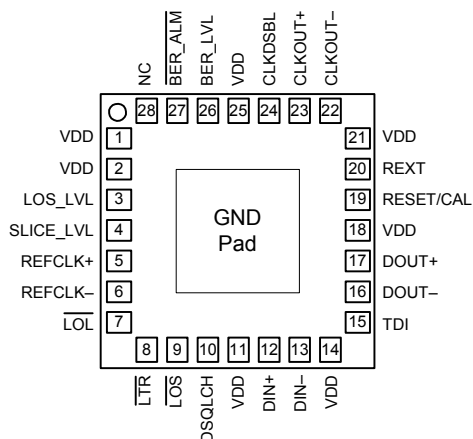 NC
BER_ALM
BER_LVL
VDD
CLKDSBL
CLKOUT+
CLKOUT–
28
27
26
25
24
23
22
VDD
1
VDD
2
LOS_LVL
3
SLICE_LVL
4
REFCLK+
5
REFCLK–
6
LOL
7
GND
Pad
21
VDD
20
REXT
19
RESET/CAL
18
VDD
17
DOUT+
16
DOUT–
15
TDI
8
9
10
11
12
13
14
LTR
LOS
DSQLCH
VDD
DIN+
DIN–
VDD